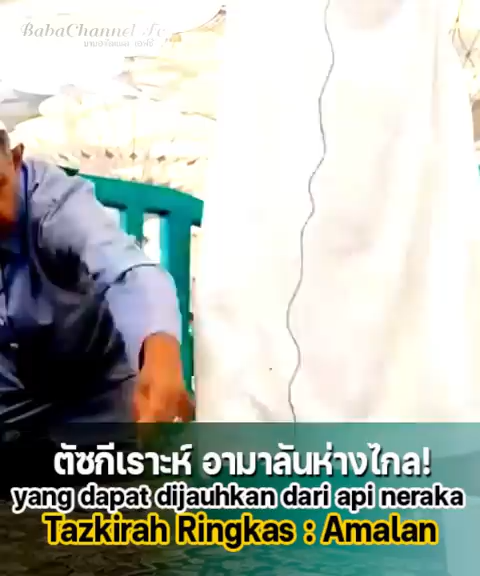 BabaChannel Tv
ตัซกีเราะห์ อามาลันห่างไกล!
yang dapat dijauhkan dari api neraka
Tazkirah Ringkas : Amalan